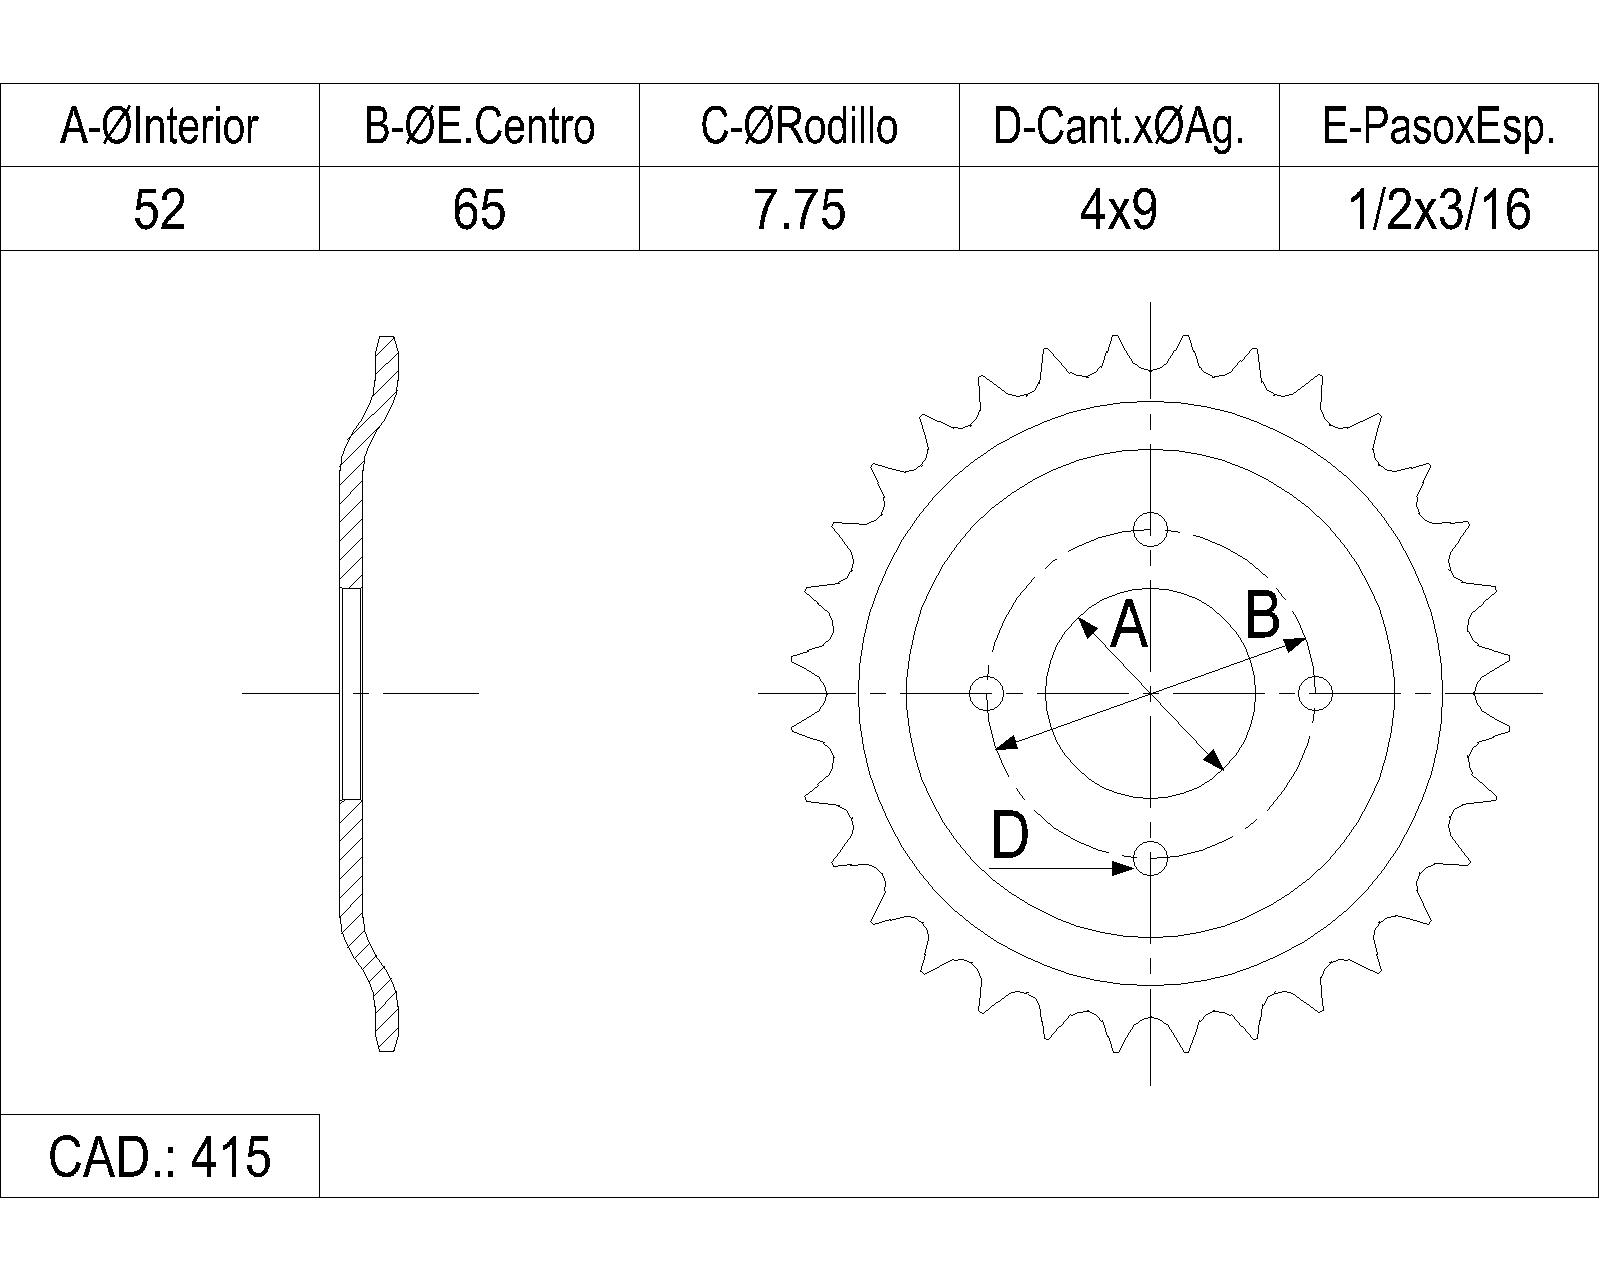 A-ØInterior B-ØE.Centro C-ØRodillo D-Cant.xØAg. E-PasoxEsp.
52 65 7.75 4x9 1/2x3/16
A B
D
CAD.: 415